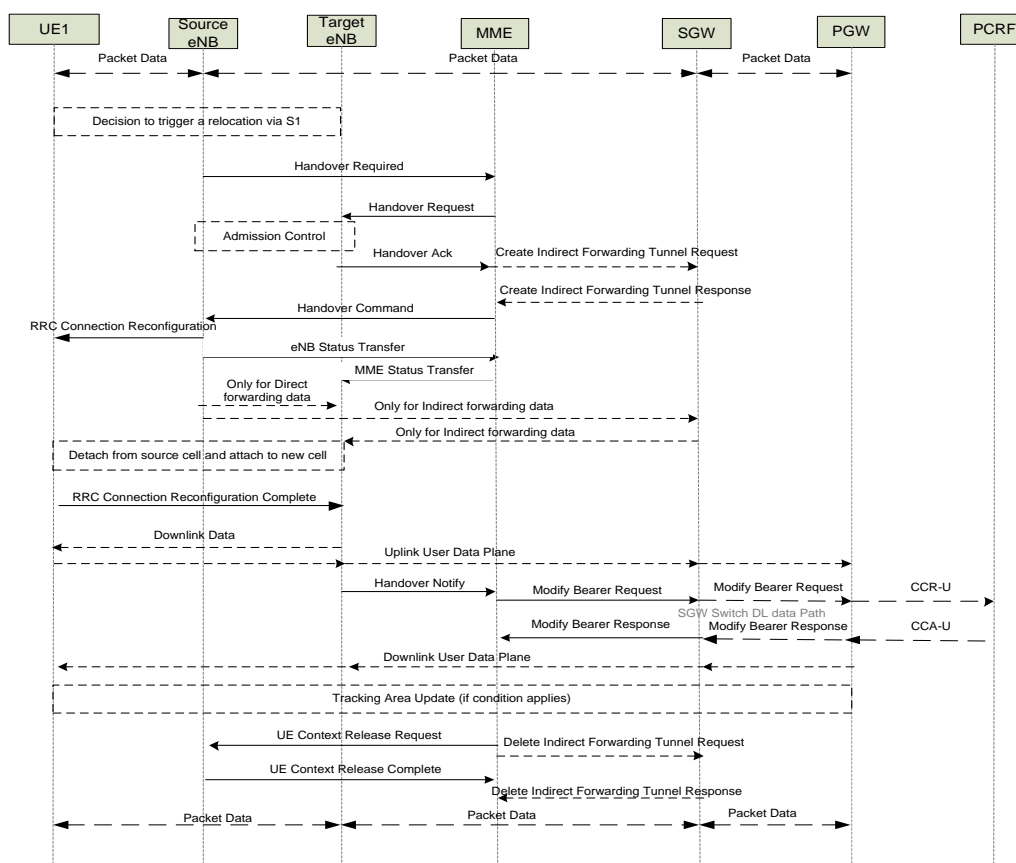 UE1
Source
eNB
Target
eNB
MME
SGW
PGW
PCRF
Packet Data
Packet Data
Packet Data
Decision to trigger a relocation via S1
Handover Required
Handover Request
Admission Control
Handover Ack
Create Indirect Forwarding Tunnel Request
Create Indirect Forwarding Tunnel Response
Handover Command
RRC Connection Reconfiguration
eNB Status Transfer
MME Status Transfer
Only for Direct
forwarding data
Only for Indirect forwarding data
Only for Indirect forwarding data
Detach from source cell and attach to new cell
RRC Connection Reconfiguration Complete
Downlink Data
Uplink User Data Plane
Handover Notify
Modify Bearer Request
Modify Bearer Request
CCR-U
SGW Switch DL data Path
Modify Bearer Response
Modify Bearer Response
CCA-U
Downlink User Data Plane
Tracking Area Update (if condition applies)
UE Context Release Request
Delete Indirect Forwarding Tunnel Request
UE Context Release Complete
Delete Indirect Forwarding Tunnel Response
Packet Data
Packet Data
Packet Data